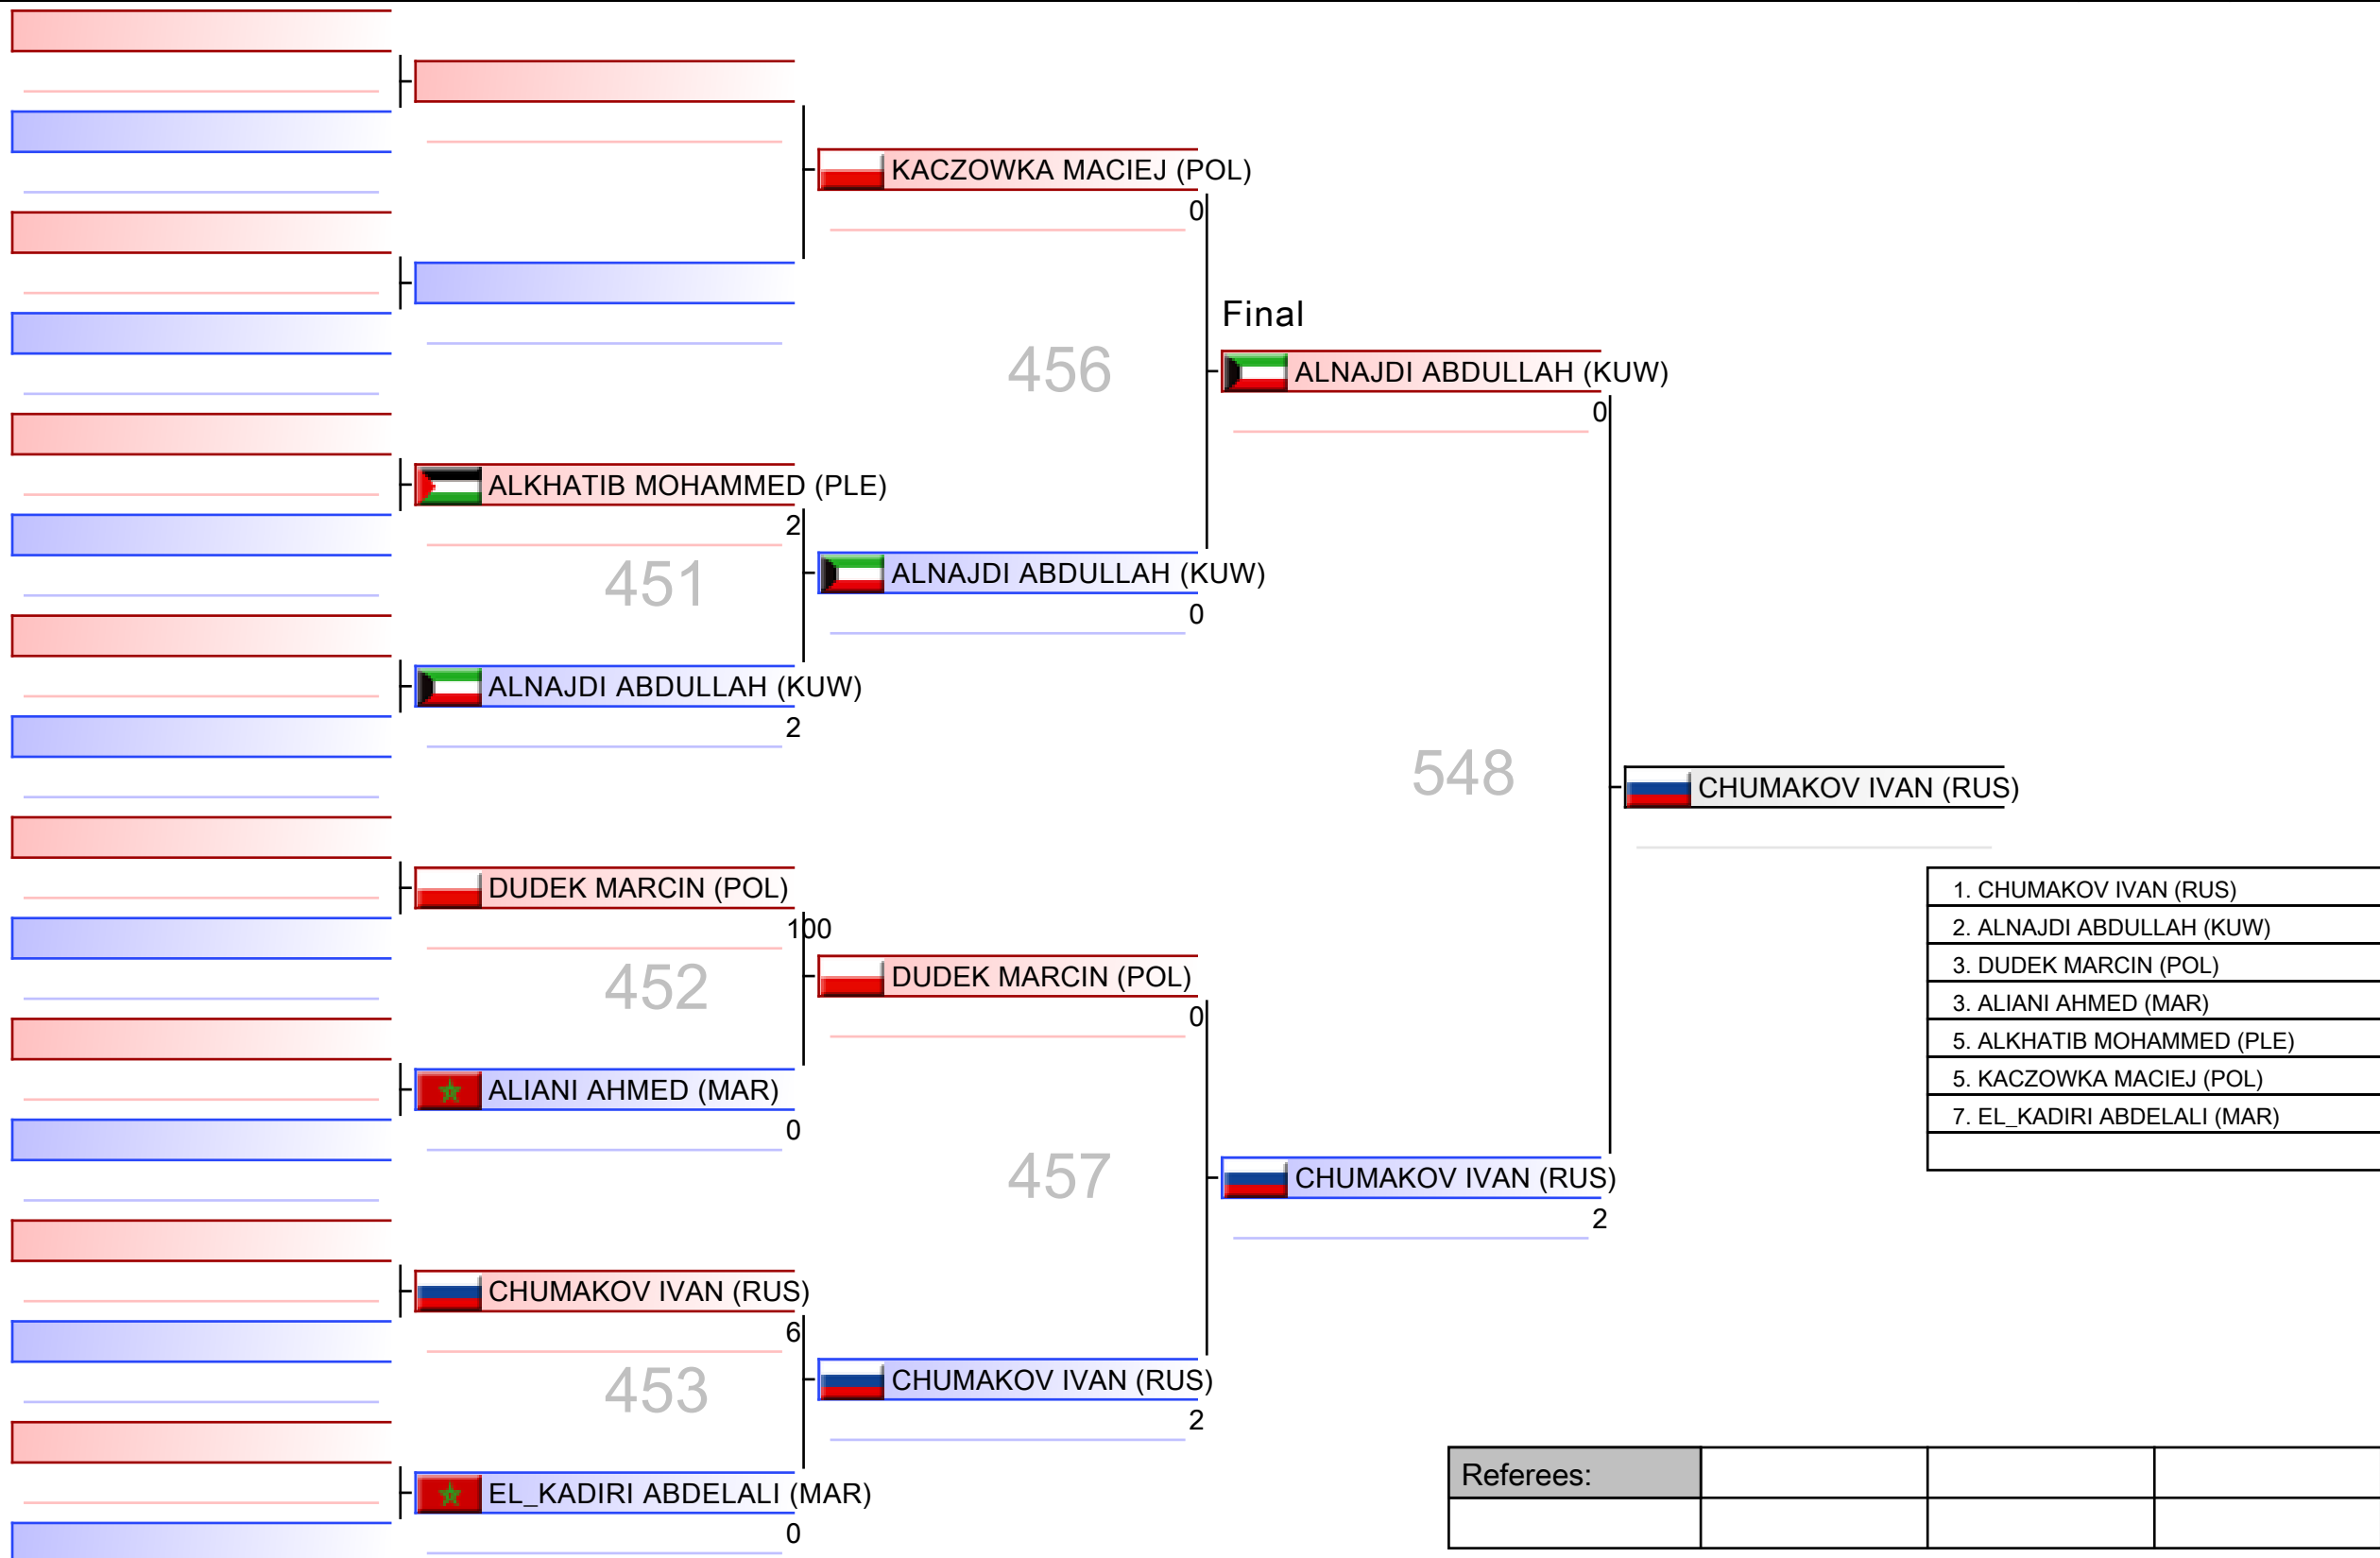 KACZOWKA MACIEJ (POL)
0
456
Final
ALNAJDI ABDULLAH (KUW)
0
ALKHATIB MOHAMMED (PLE)
2
451
ALNAJDI ABDULLAH (KUW)
0
ALNAJDI ABDULLAH (KUW)
2
548
CHUMAKOV IVAN (RUS)
DUDEK MARCIN (POL)
100
452
DUDEK MARCIN (POL)
0
ALIANI AHMED (MAR)
0
457
CHUMAKOV IVAN (RUS)
2
CHUMAKOV IVAN (RUS)
6
453
CHUMAKOV IVAN (RUS)
2
EL_KADIRI ABDELALI (MAR)
0
1. CHUMAKOV IVAN (RUS)
2. ALNAJDI ABDULLAH (KUW)
3. DUDEK MARCIN (POL)
3. ALIANI AHMED (MAR)
5. ALKHATIB MOHAMMED (PLE)
5. KACZOWKA MACIEJ (POL)
7. EL_KADIRI ABDELALI (MAR)
Referees: